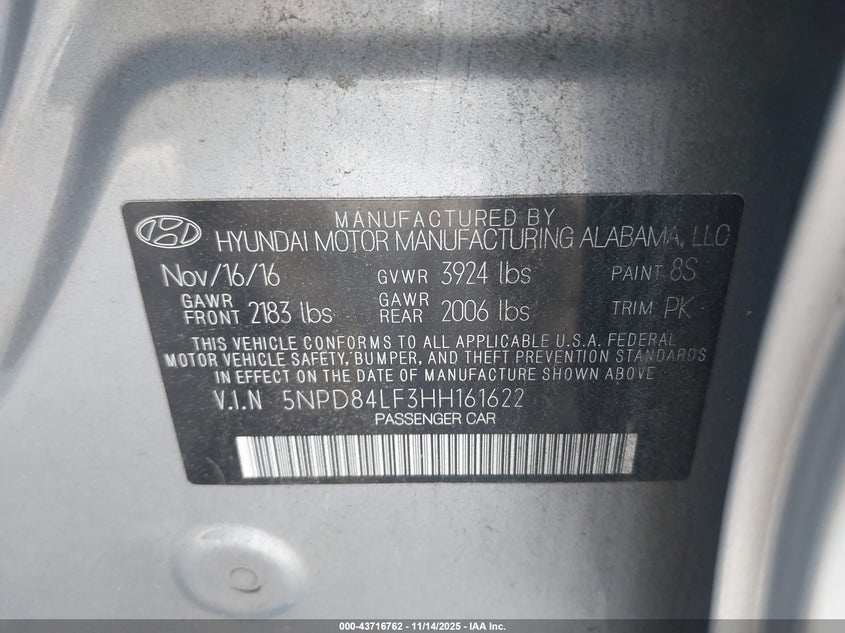 MANUFACTURED BY
HYUNDAI MOTOR MANUFACTURING ALABAMA, LLC
Nov/16/16 GVWR 3924 lbs PAINT 8S
GAWR FRONT 2183 lbs GAWR REAR 2006 lbs TRIM PK
THIS VEHICLE CONFORMS TO ALL APPLICABLE U.S.A. FEDERAL
MOTOR VEHICLE SAFETY, BUMPER, AND THEFT PREVENTION STANDARDS
IN EFFECT ON THE DATE OF MANUFACTURE SHOWN ABOVE.
V.I.N 5NPD84LF3HH161622
PASSENGER CAR
000-43716762 - 11/14/2025 - IAA Inc.